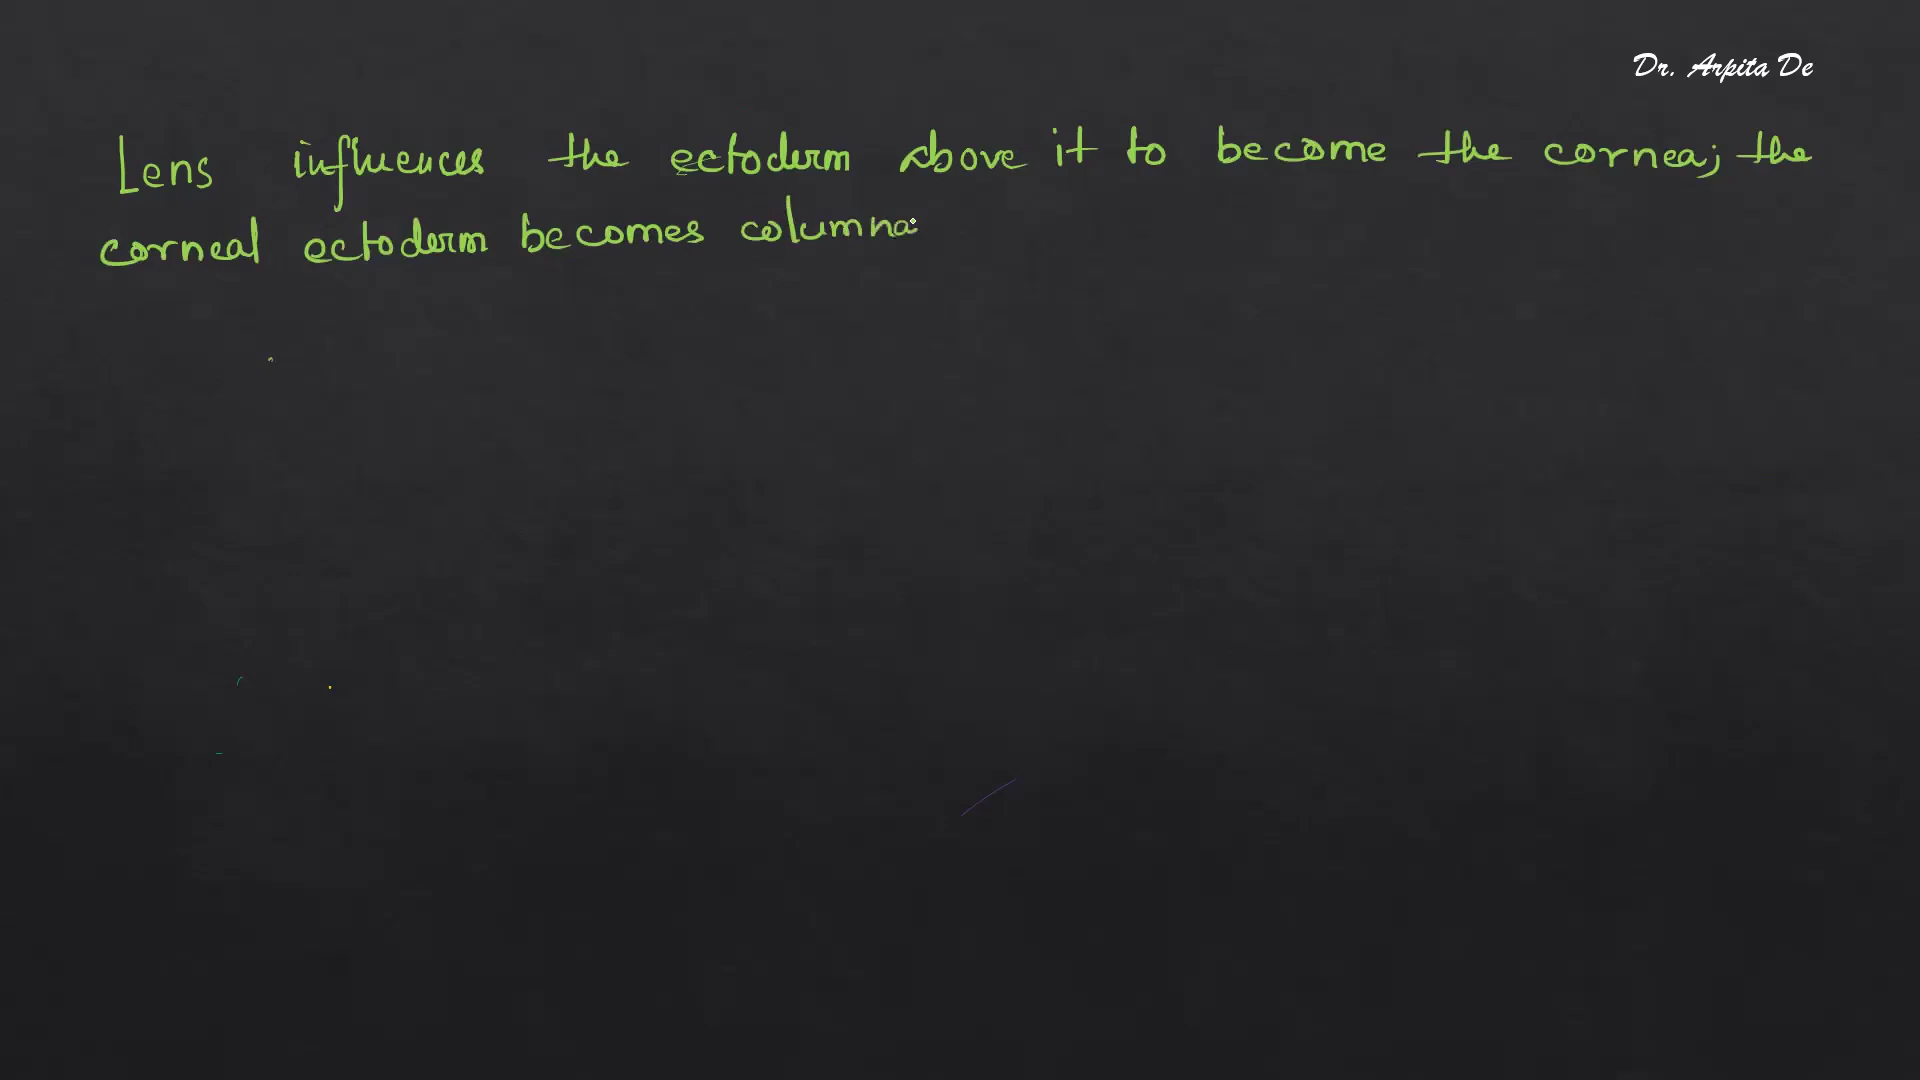 Dr. Arpita De
Lens influences the ectoderm above it to become the cornea; the
corneal ectoderm becomes columna